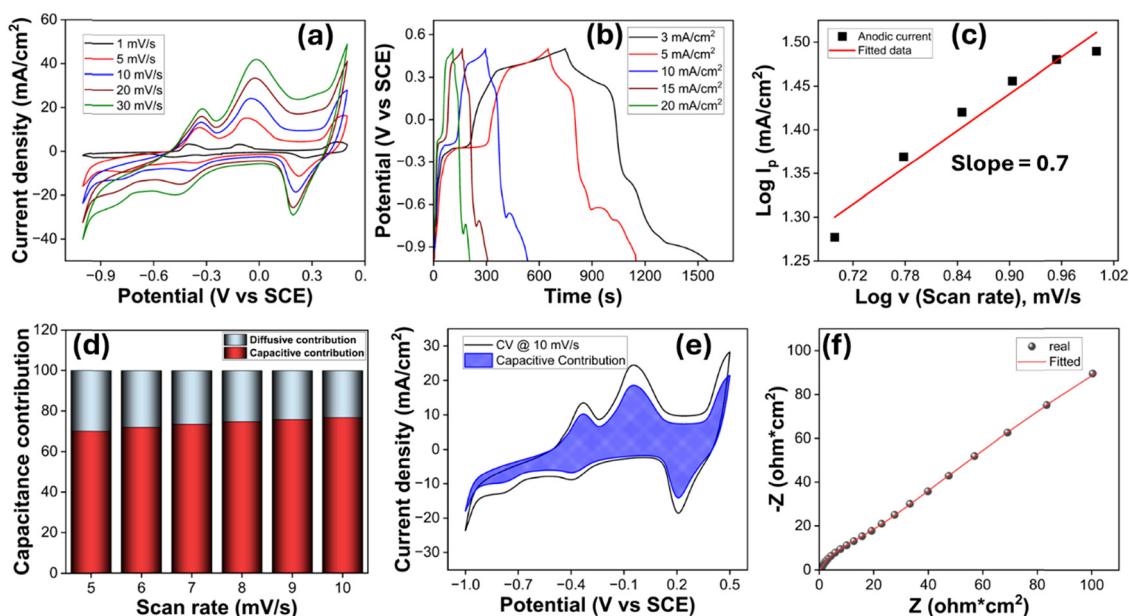 (a)
1 mV/s
5 mV/s
10 mV/s
20 mV/s
30 mV/s
Current density (mA/cm²)
60
40
20
0
-20
-40
-0.9
-0.6
-0.3
0.0
0.3
0.
Potential (V vs SCE)
(b)
3 mA/cm²
5 mA/cm²
10 mA/cm²
15 mA/cm²
20 mA/cm²
Potential (V vs SCE)
0.6
0.3
0.0
-0.3
-0.6
-0.9
0
300
600
900
1200
1500
Time (s)
(c)
Anodic current
Fitted data
Slope = 0.7
Log Iₚ (mA/cm²)
1.50
1.45
1.40
1.35
1.30
1.25
0.72
0.78
0.84
0.90
0.96
1.02
Log v (Scan rate), mV/s
(d)
Diffusive contribution
Capacitive contribution
Capacitance contribution
120
100
80
60
40
20
0
5
6
7
8
9
10
Scan rate (mV/s)
(e)
CV @ 10 mV/s
Capacitive Contribution
Current density (mA/cm²)
30
20
10
0
-10
-20
-30
-1.0
-0.7
-0.4
-0.1
0.2
0.5
Potential (V vs SCE)
(f)
real
Fitted
-Z (ohm*cm2)
100
80
60
40
20
0
0
20
40
60
80
100
Z (ohm*cm2)